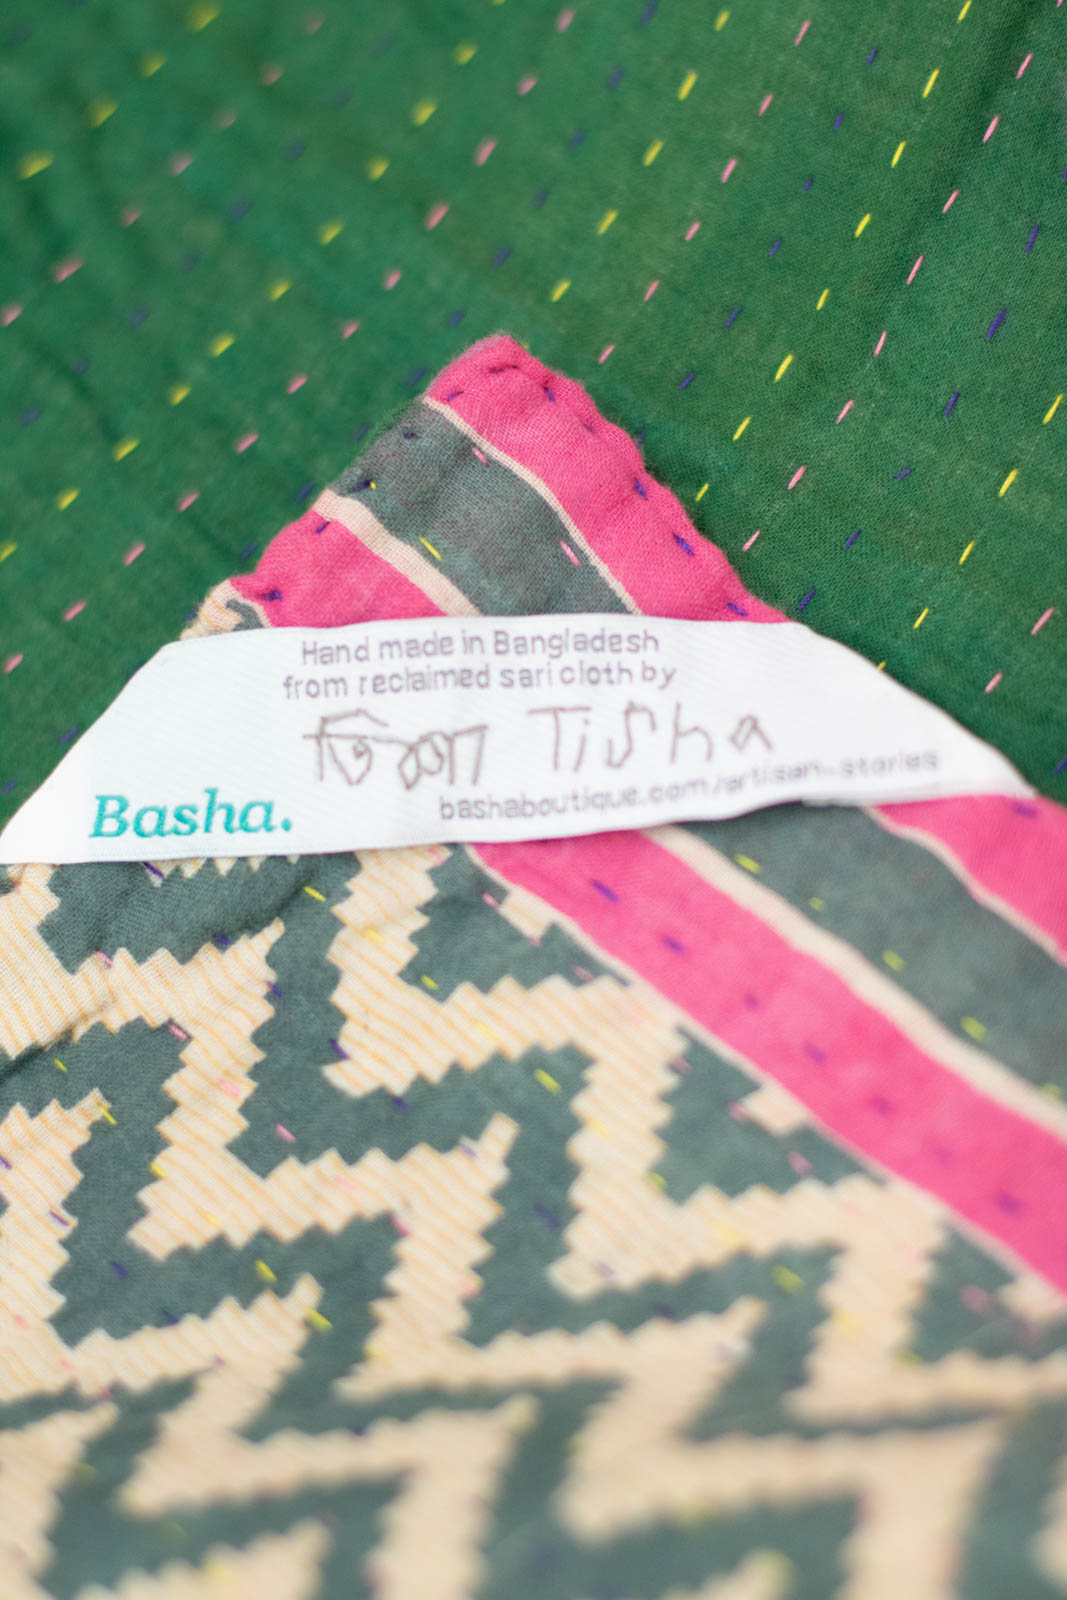 Hand made in Bangladesh
from reclaimed sari cloth by
Tisha
Basha.
bashaboutique.com/artisan-stories